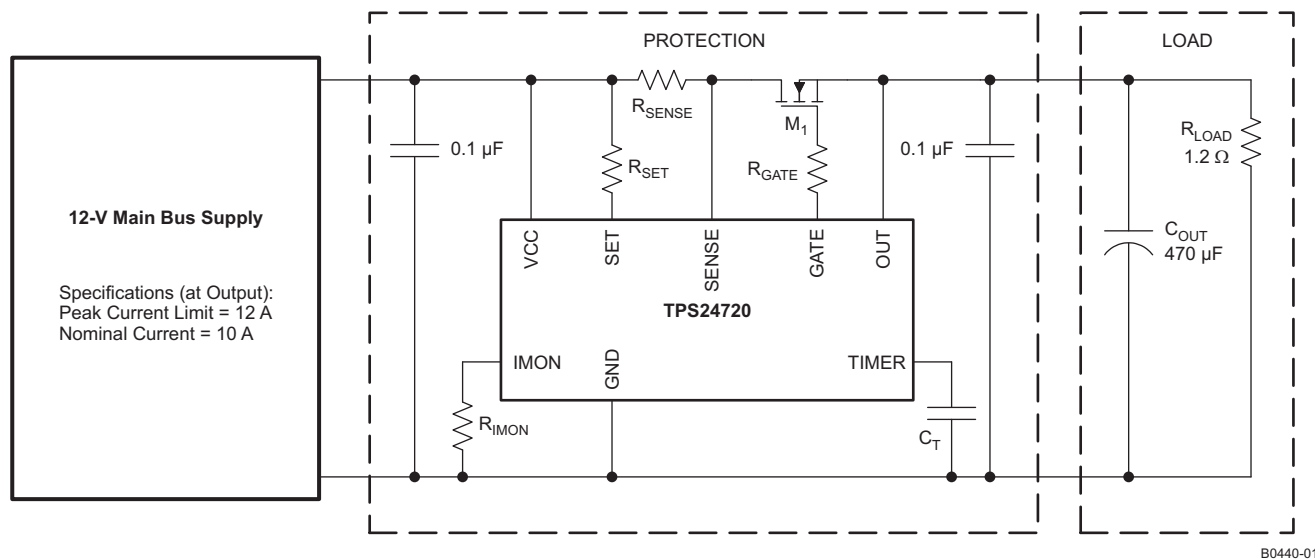 PROTECTION
LOAD
R_SENSE
M_1
0.1 µF
R_SET
R_GATE
0.1 µF
R_LOAD
1.2 Ω
12-V Main Bus Supply
Specifications (at Output):
Peak Current Limit = 12 A
Nominal Current = 10 A
VCC
SET
SENSE
GATE
OUT
C_OUT
470 µF
TPS24720
IMON
GND
TIMER
R_IMON
C_T
B0440-01